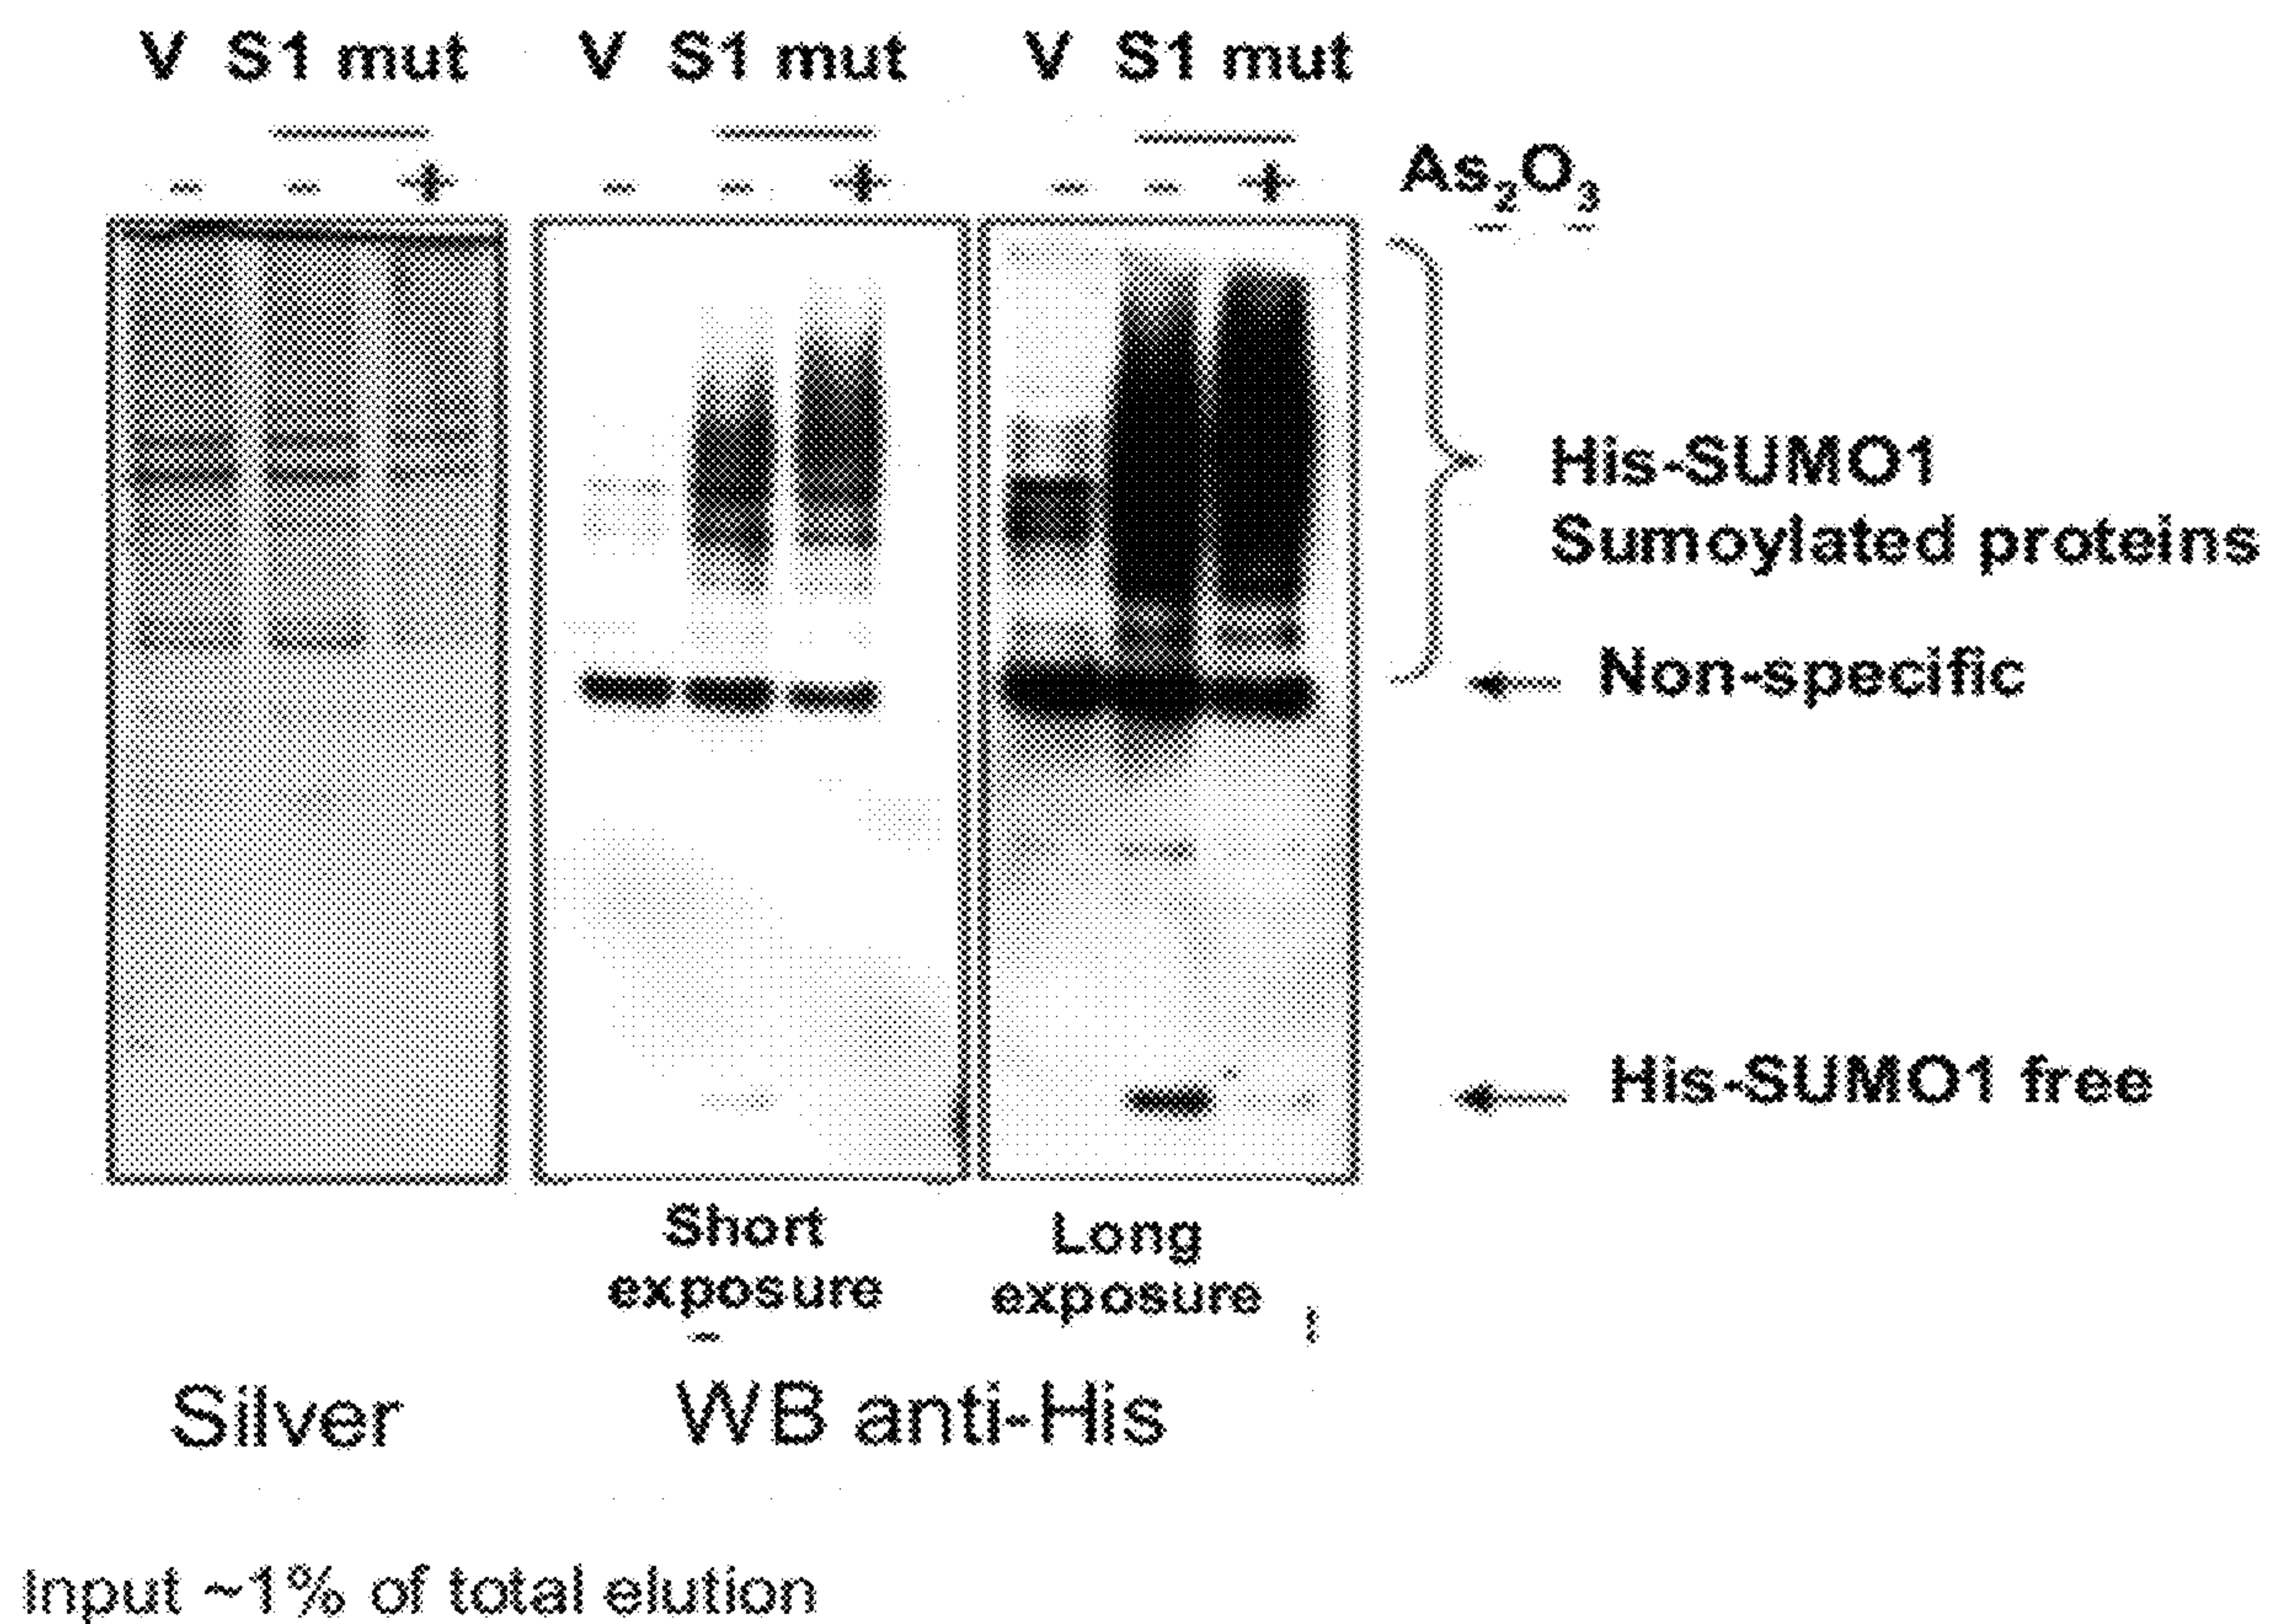 V S1 mut V S1 mut V S1 mut
- - + - - + - - + As₂O₃
His-SUMO1
Sumoylated proteins
Non-specific
His-SUMO1 free
Short exposure
Long exposure
Silver WB anti-His
Input ~1% of total elution